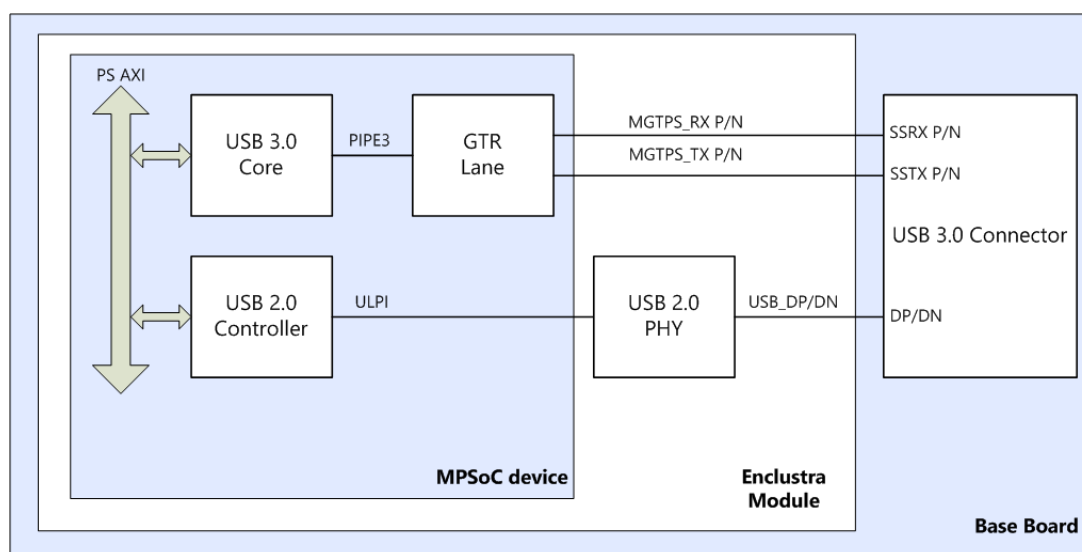 PS AXI
USB 3.0
Core
PIPE3
GTR
Lane
MGTPS_RX P/N
MGTPS_TX P/N
SSRX P/N
SSTX P/N
USB 3.0 Connector
USB 2.0
Controller
ULPI
USB 2.0
PHY
USB_DP/DN
DP/DN
MPSoC device
Enclustra
Module
Base Board